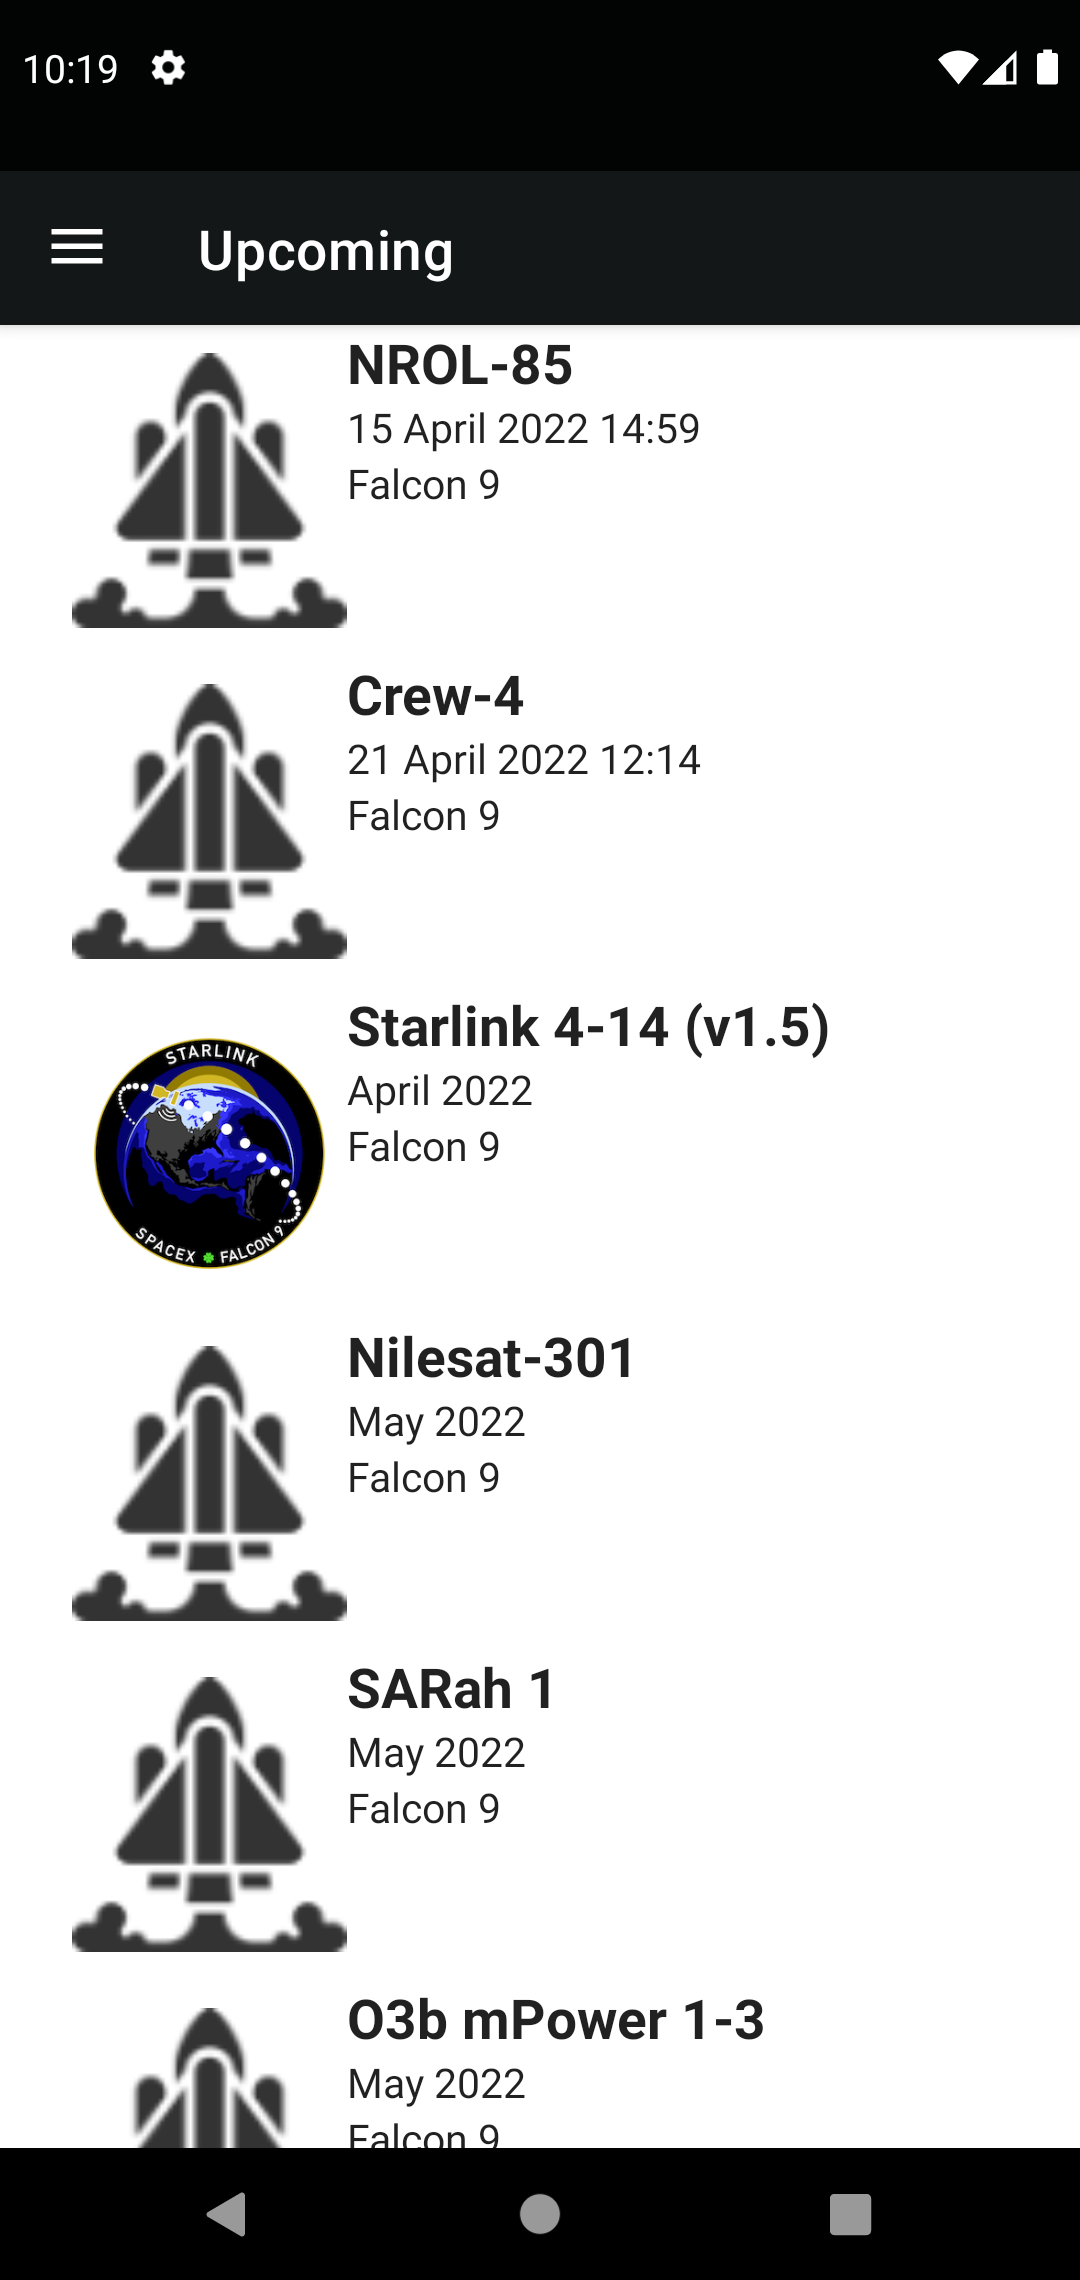 10:19
Upcoming
NROL-85
15 April 2022 14:59
Falcon 9
Crew-4
21 April 2022 12:14
Falcon 9
Starlink 4-14 (v1.5)
April 2022
Falcon 9
STARLINK
SPACEX FALCON 9
Nilesat-301
May 2022
Falcon 9
SARah 1
May 2022
Falcon 9
O3b mPower 1-3
May 2022
Falcon 9